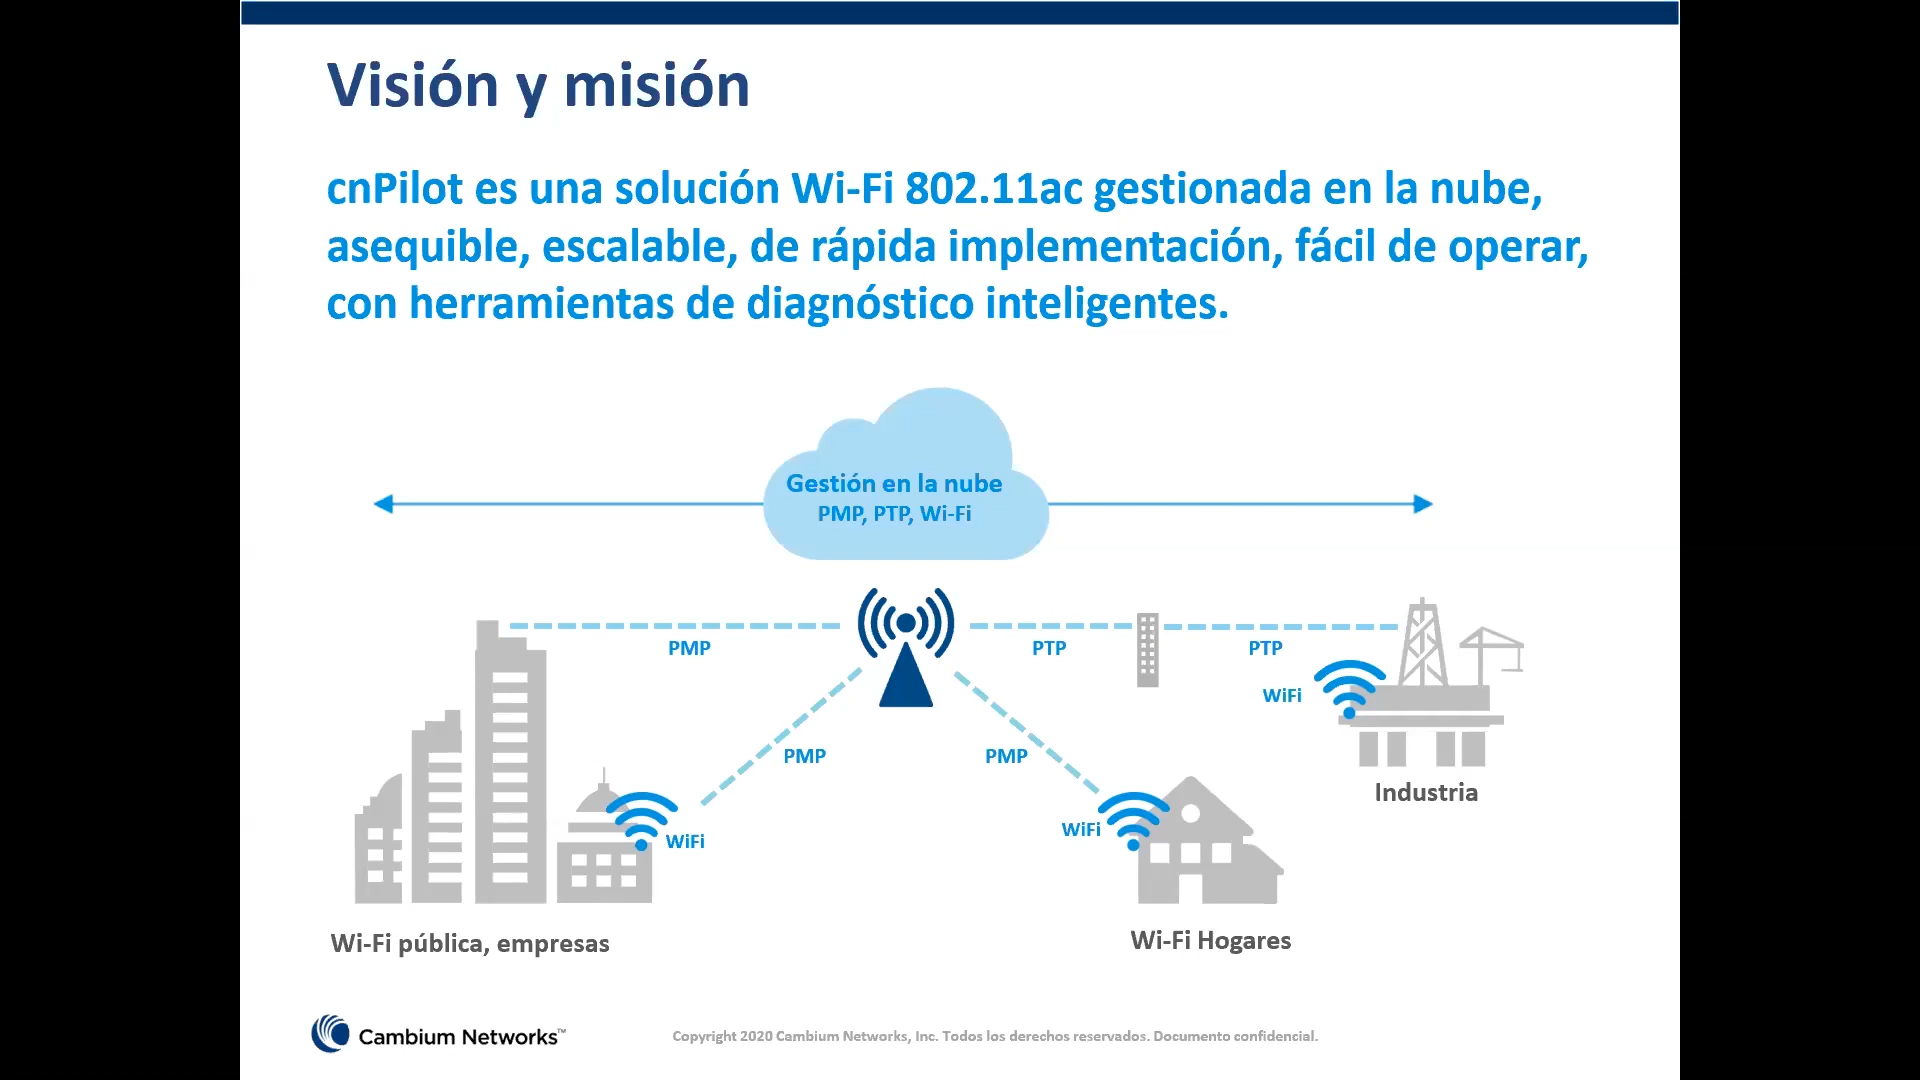 Visión y misión
cnPilot es una solución Wi-Fi 802.11ac gestionada en la nube,
asequible, escalable, de rápida implementación, fácil de operar,
con herramientas de diagnóstico inteligentes.
Gestión en la nube
PMP, PTP, Wi-Fi
PMP
PTP
PTP
WiFi
PMP
PMP
Industria
WiFi
WiFi
Wi-Fi pública, empresas
Wi-Fi Hogares
Cambium Networks™
Copyright 2020 Cambium Networks, Inc. Todos los derechos reservados. Documento confidencial.